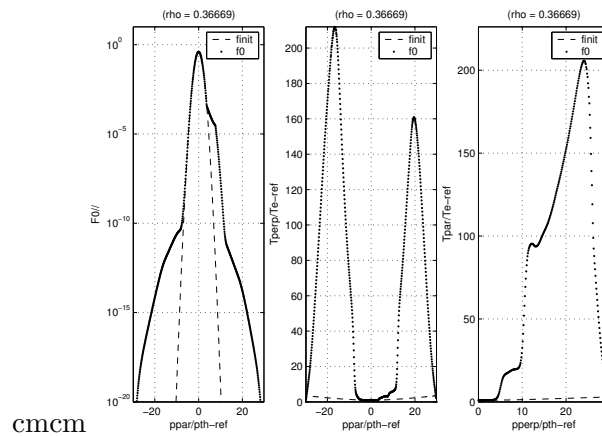 (rho = 0.36669) (rho = 0.36669) (rho = 0.36669)
finit
f0
finit
f0
finit
f0
F0//
10^0
10^-5
10^-10
10^-15
10^-20
−20 0 20
ppar/pth−ref
Tperp/Te−ref
200
180
160
140
120
100
80
60
40
20
0
−20 0 20
ppar/pth−ref
Tpar/Te−ref
200
150
100
50
0
0 10 20
pperp/pth−ref
cmcm